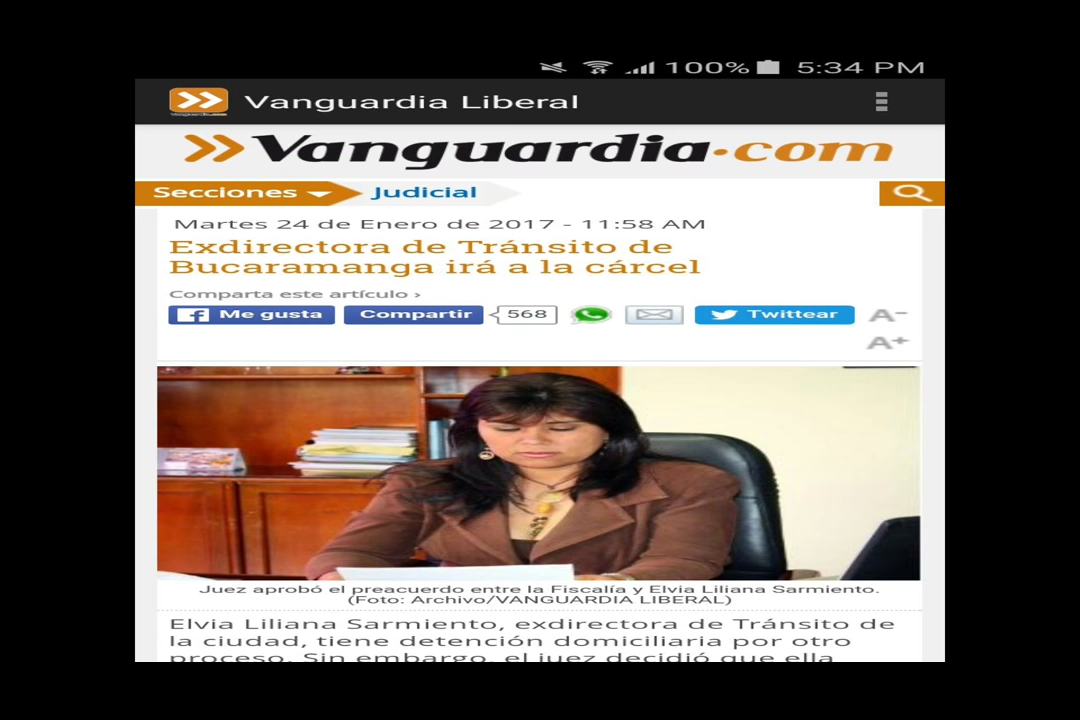 100% 5:34 PM
Vanguardia Liberal
Vanguardia.com
Secciones Judicial
Martes 24 de Enero de 2017 - 11:58 AM
Exdirectora de Tránsito de
Bucaramanga irá a la cárcel
Comparta este artículo ›
Me gusta Compartir 568 Twittear A-
A+
Juez aprobó el preacuerdo entre la Fiscalía y Elvia Liliana Sarmiento.
(Foto: Archivo/VANGUARDIA LIBERAL)
Elvia Liliana Sarmiento, exdirectora de Tránsito de
la ciudad, tiene detención domiciliaria por otro
proceso. Sin embargo, el juez decidió que ella